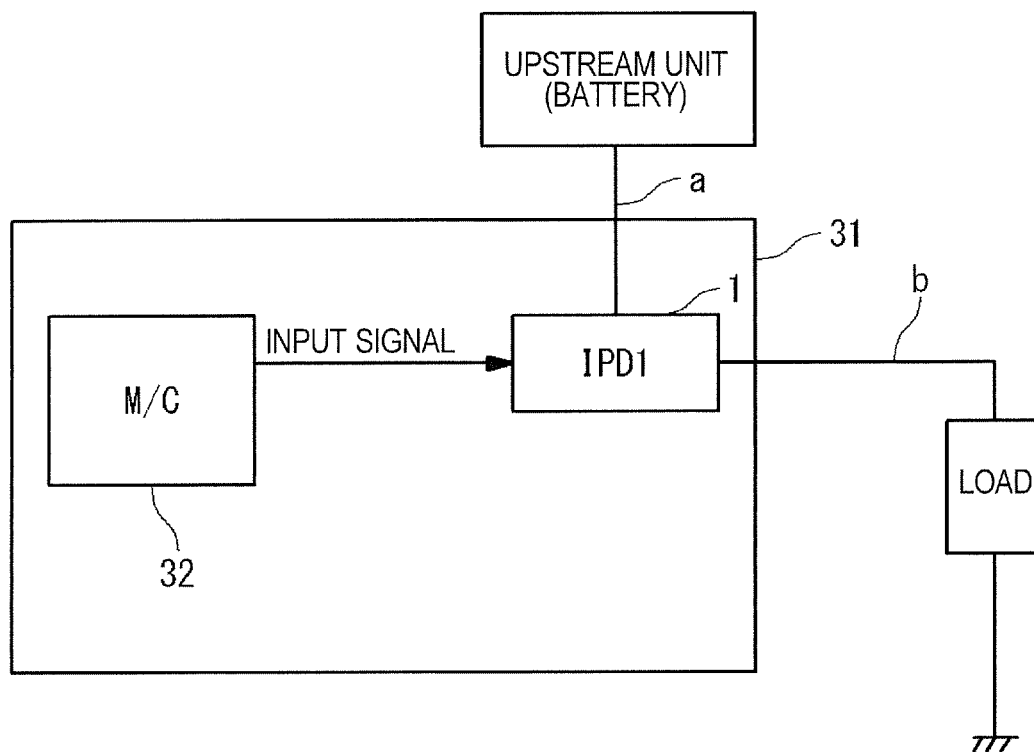 UPSTREAM UNIT
(BATTERY)
a
31
1
b
INPUT SIGNAL
IPD1
M/C
LOAD
32